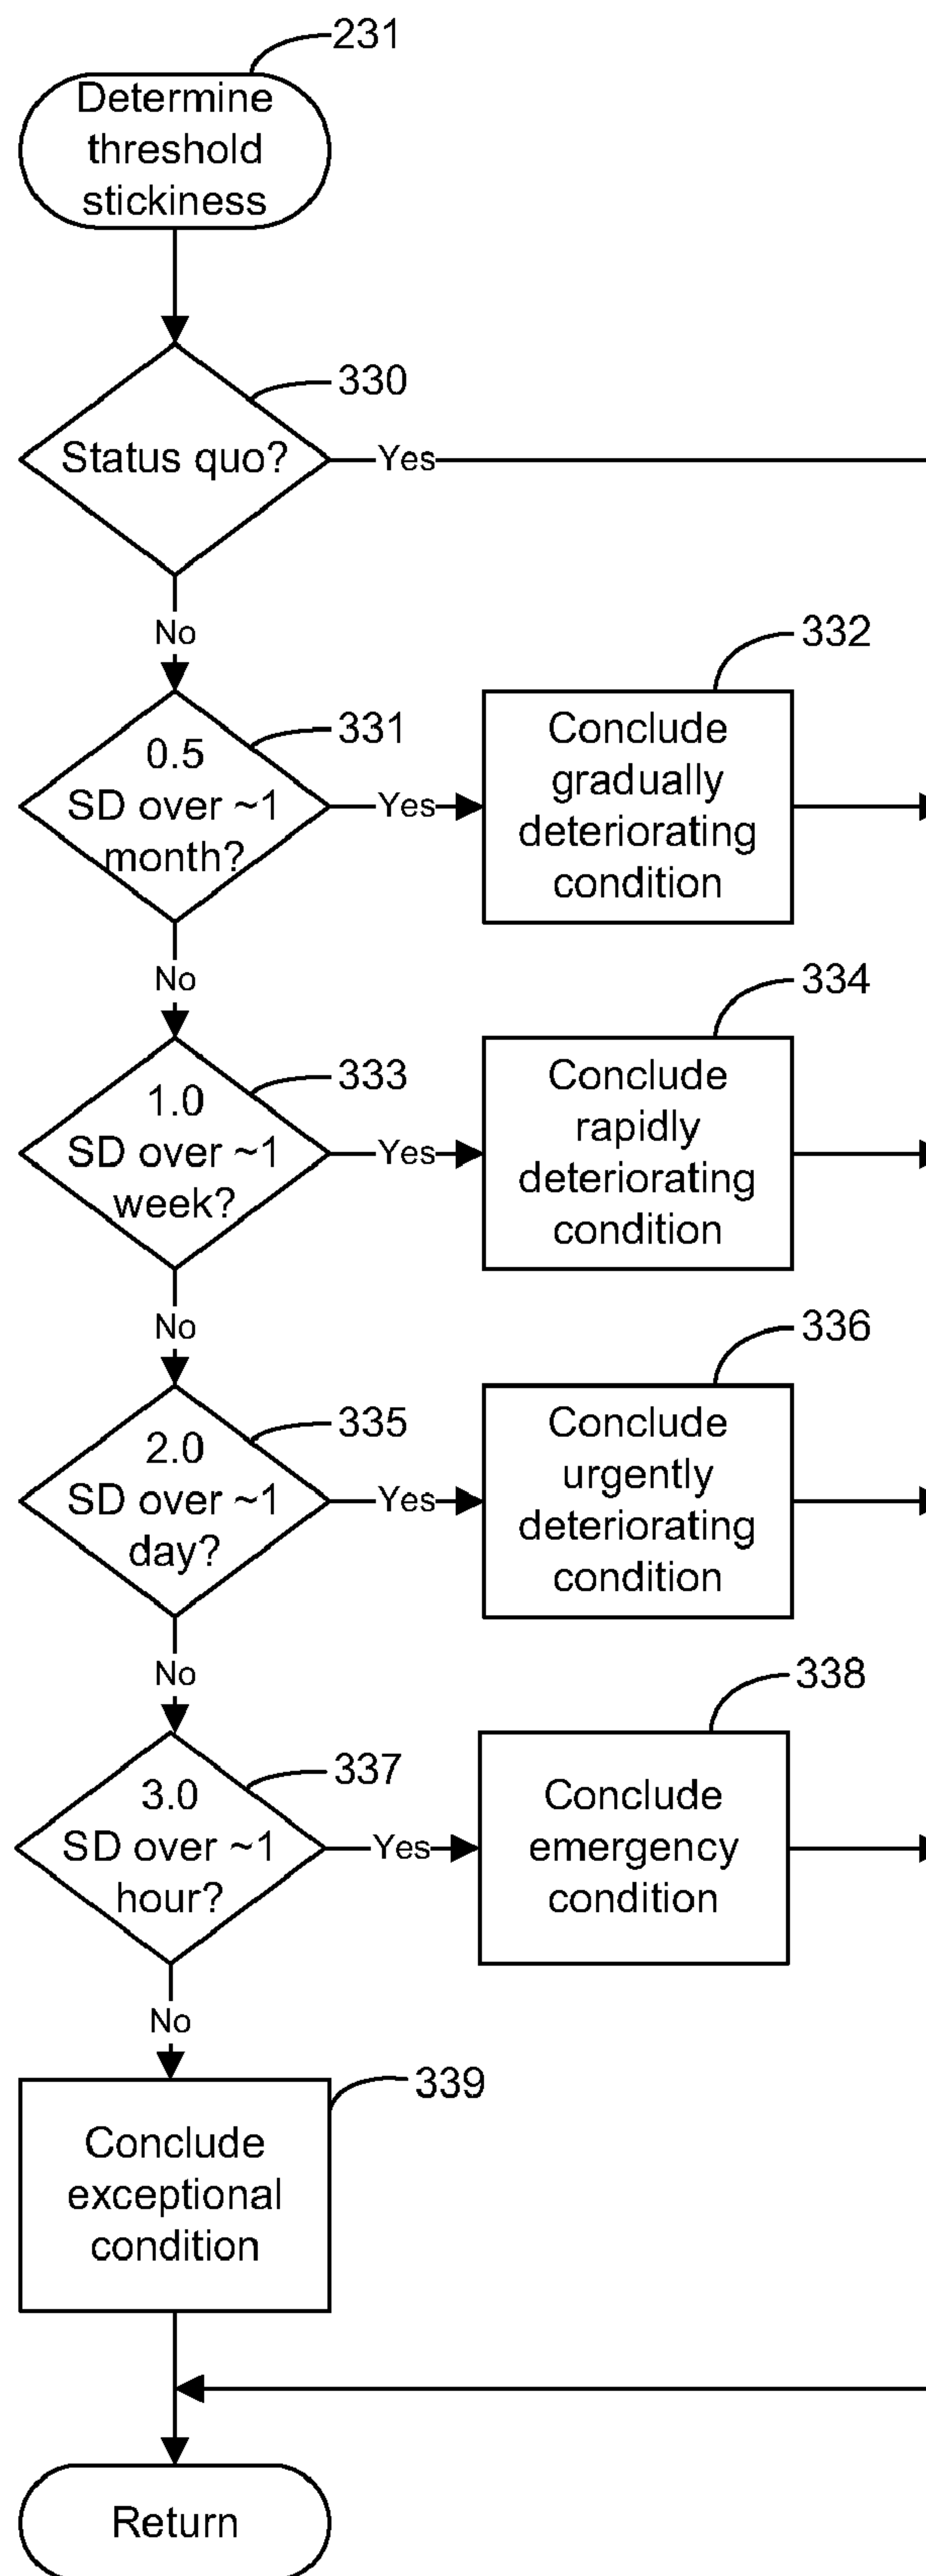 231
Determine
threshold
stickiness
330
Status quo?
Yes
No
331
0.5
SD over ~1
month?
Yes
332
Conclude
gradually
deteriorating
condition
No
333
1.0
SD over ~1
week?
Yes
334
Conclude
rapidly
deteriorating
condition
No
335
2.0
SD over ~1
day?
Yes
336
Conclude
urgently
deteriorating
condition
No
337
3.0
SD over ~1
hour?
Yes
338
Conclude
emergency
condition
No
339
Conclude
exceptional
condition
Return